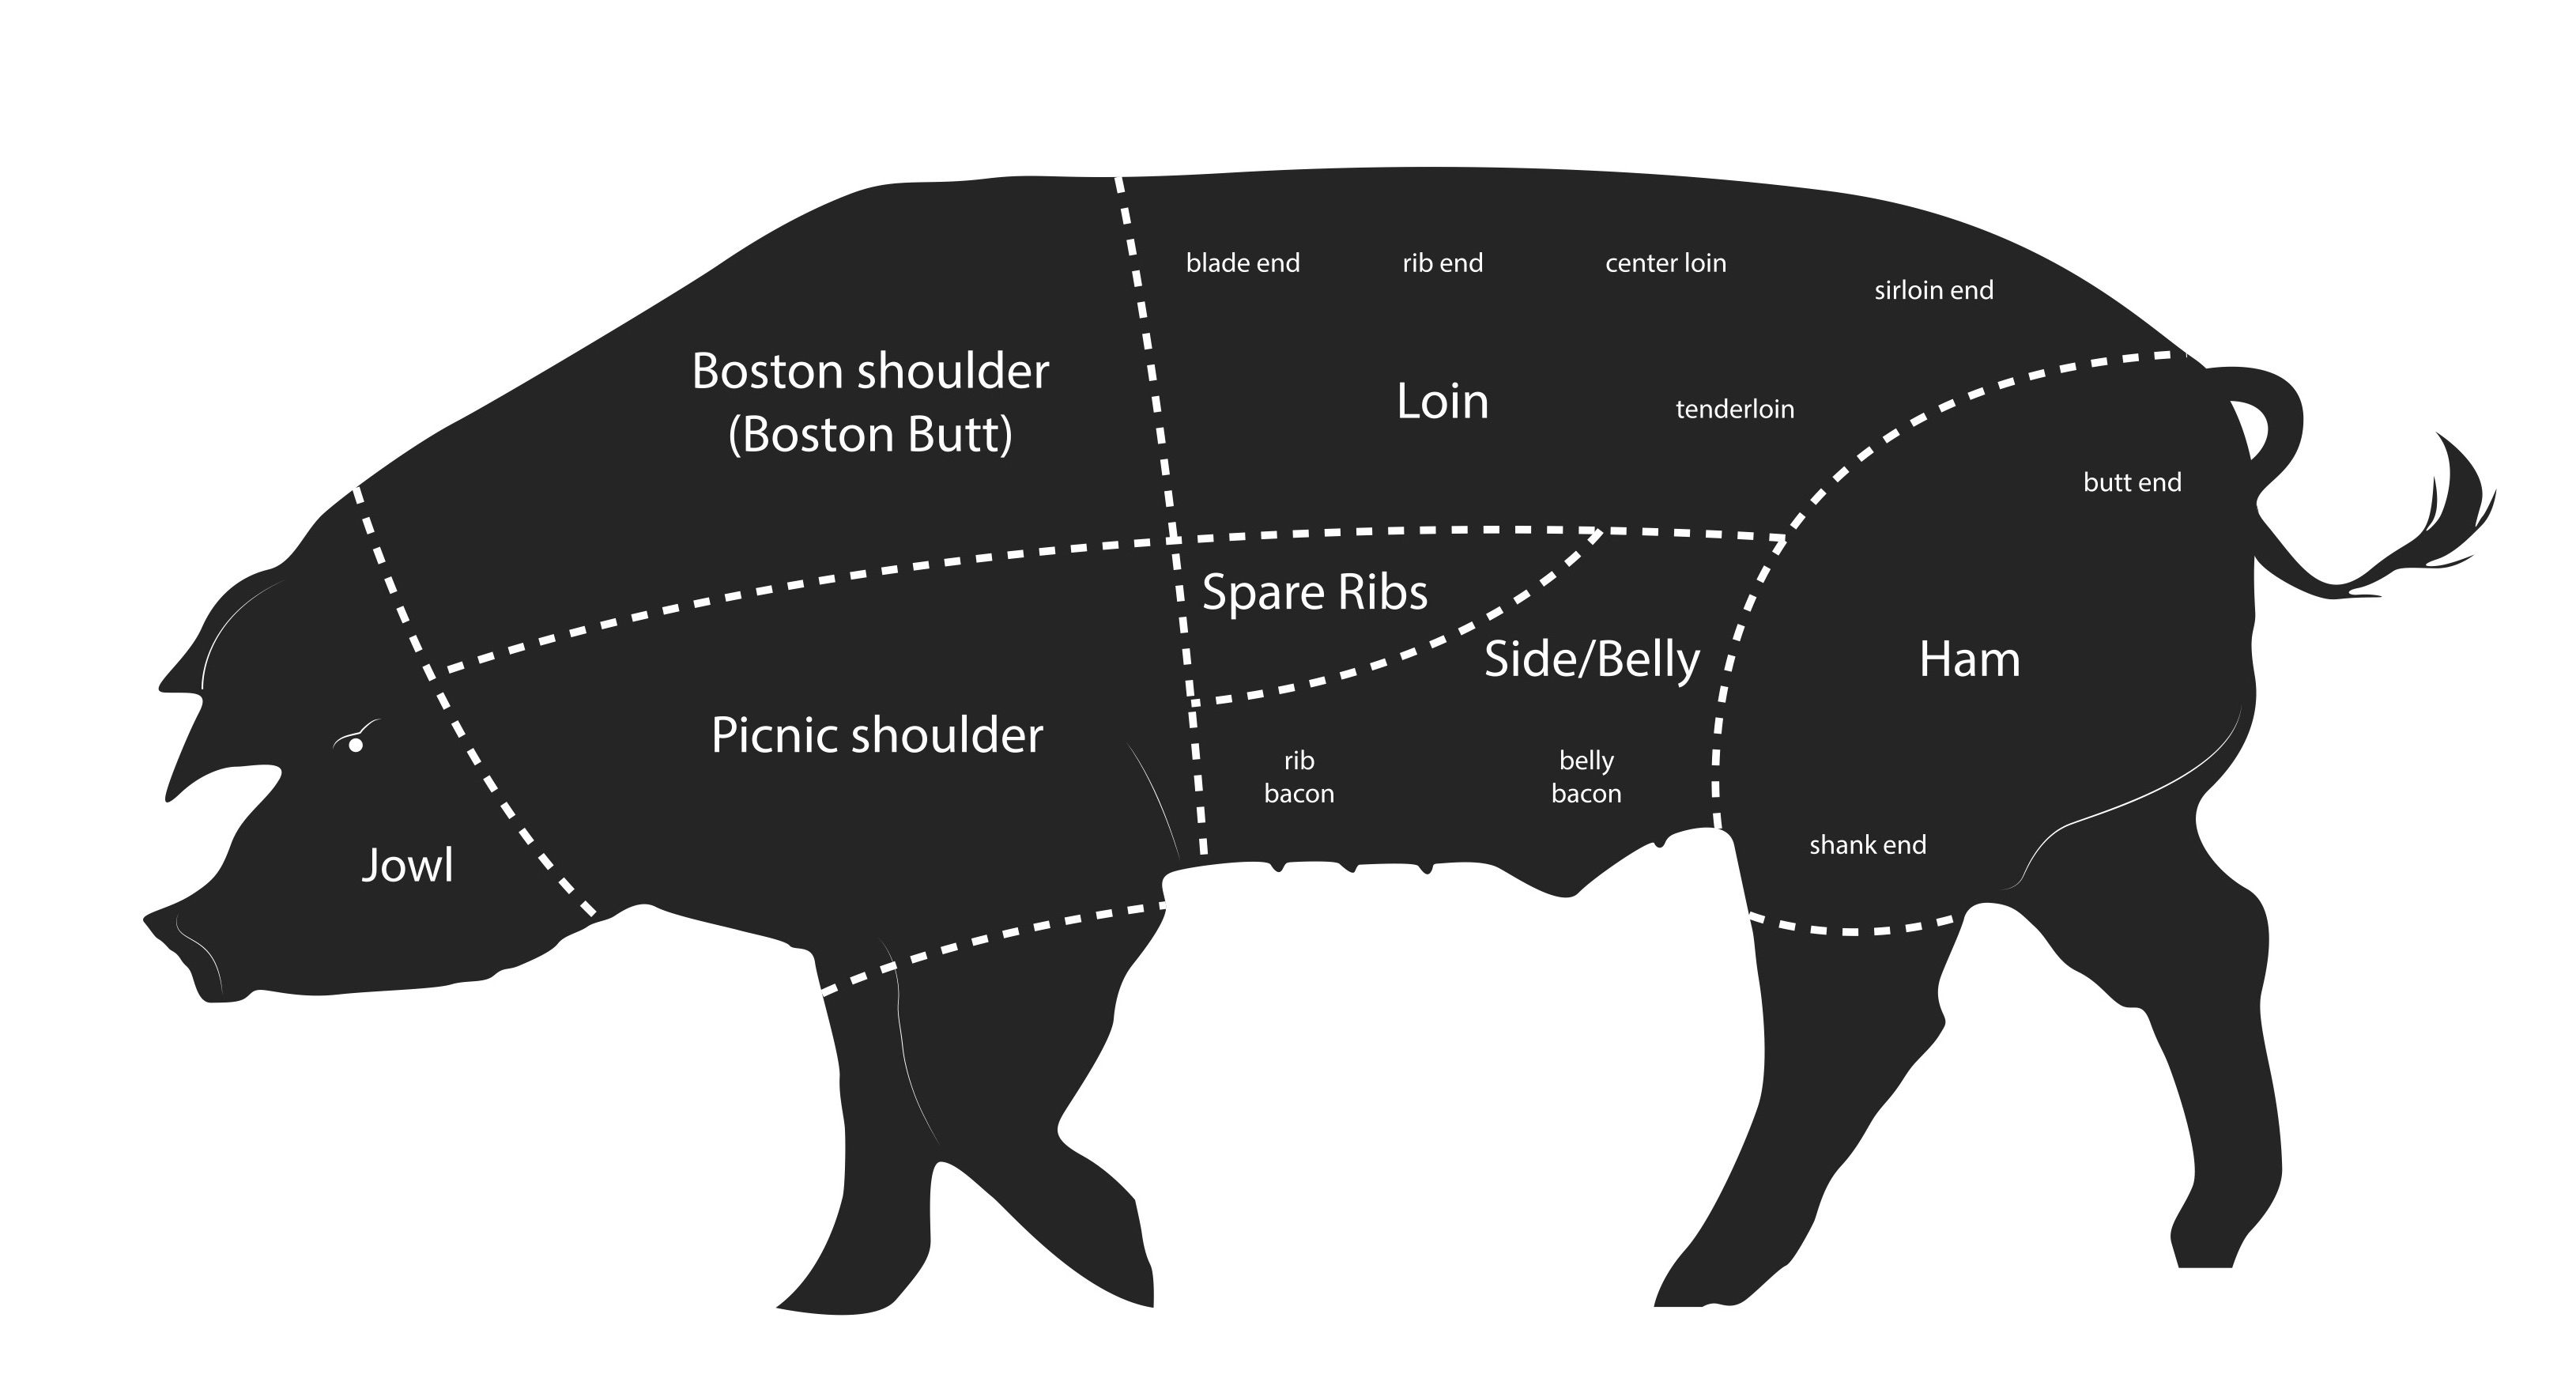 blade end
rib end
center loin
sirloin end
Boston shoulder
(Boston Butt)
Loin
tenderloin
butt end
Spare Ribs
Side/Belly
Ham
Picnic shoulder
rib
bacon
belly
bacon
shank end
Jowl